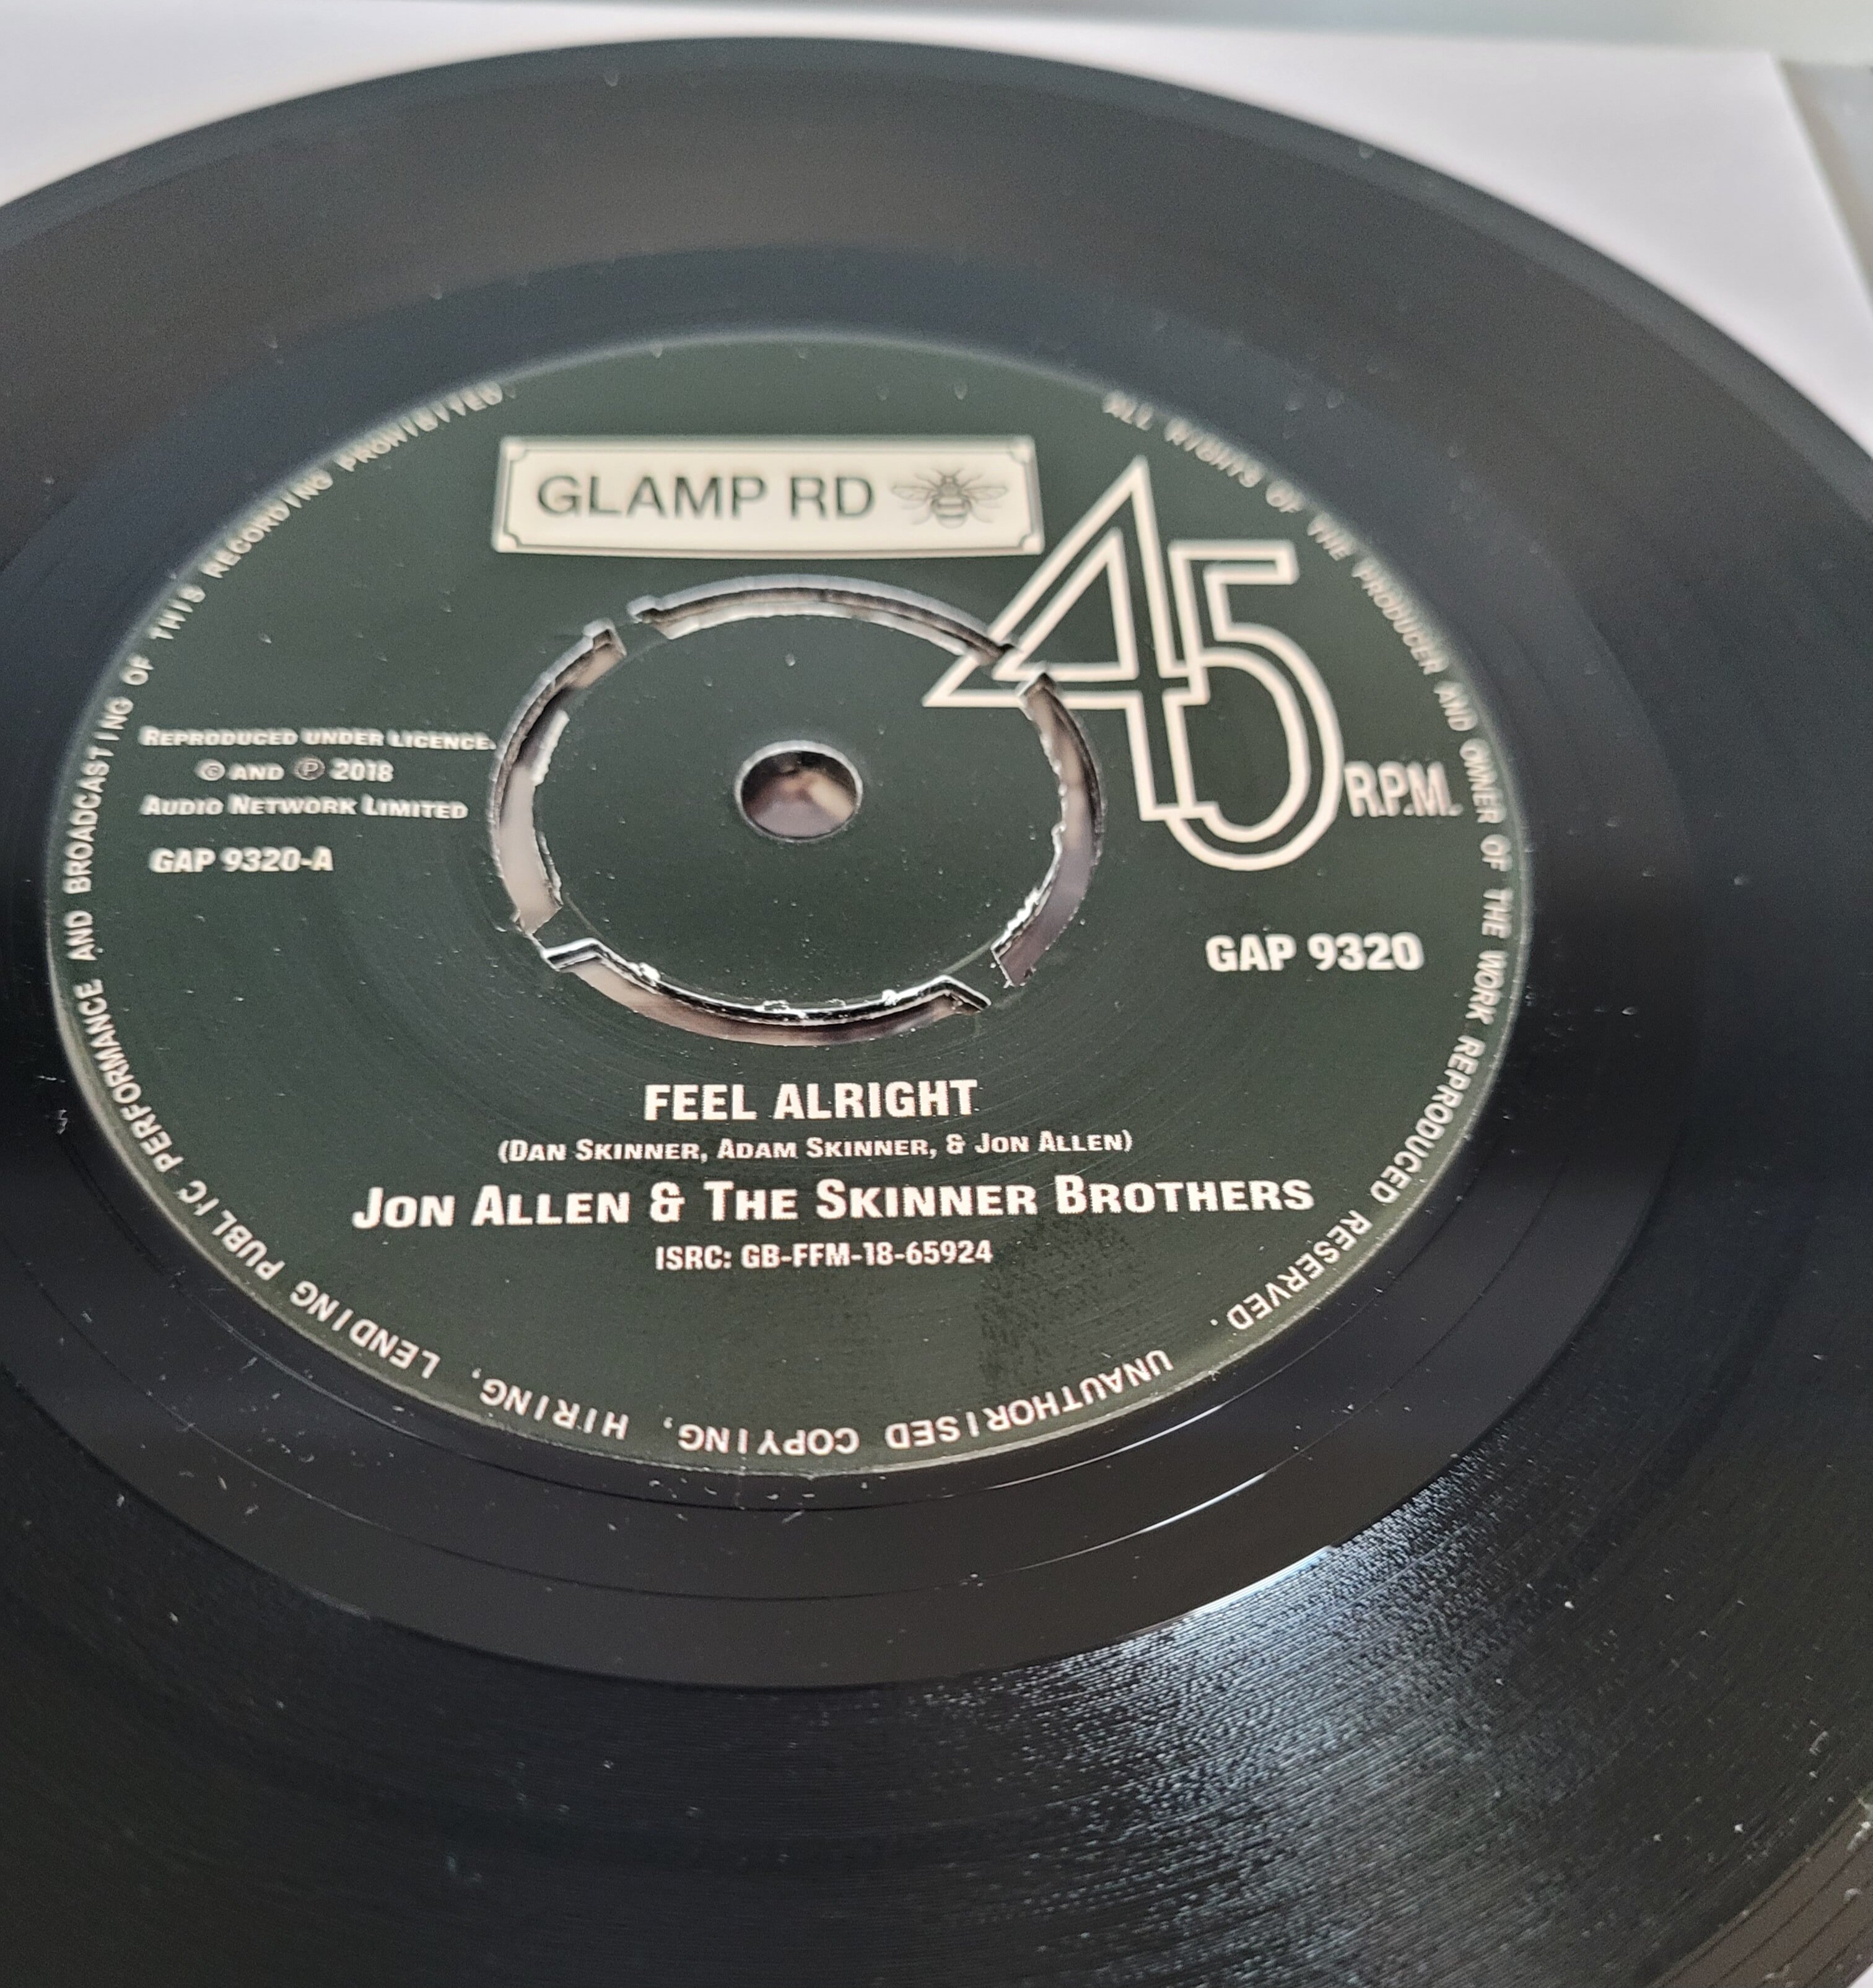 GLAMP RD
45 R.P.M.
REPRODUCED UNDER LICENCE.
© AND ℗ 2018
AUDIO NETWORK LIMITED
GAP 9320-A
GAP 9320
FEEL ALRIGHT
(DAN SKINNER, ADAM SKINNER, & JON ALLEN)
JON ALLEN & THE SKINNER BROTHERS
ISRC: GB-FFM-18-65924
ALL RIGHTS OF THE PRODUCER AND OWNER OF THE WORK REPRODUCED RESERVED. UNAUTHORISED COPYING, HIRING, LENDING PUBLIC PERFORMANCE AND BROADCASTING OF THIS RECORDING PROHIBITED.